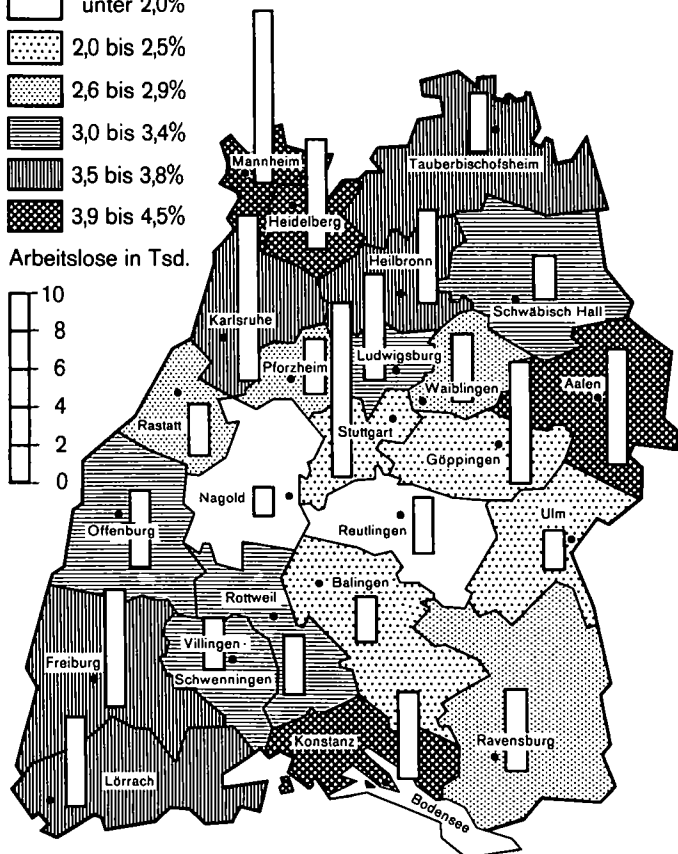 unter 2,0%
2,0 bis 2,5%
2,6 bis 2,9%
3,0 bis 3,4%
3,5 bis 3,8%
3,9 bis 4,5%
Arbeitslose in Tsd.
10
8
6
4
2
0
Mannheim
Tauberbischofsheim
Heidelberg
Heilbronn
Karlsruhe
Schwäbisch Hall
Pforzheim
Ludwigsburg
Waiblingen
Aalen
Rastatt
Stuttgart
Göppingen
Nagold
Reutlingen
Ulm
Offenburg
Balingen
Rottweil
Villingen-
Schwenningen
Freiburg
Konstanz
Ravensburg
Lörrach
Bodensee